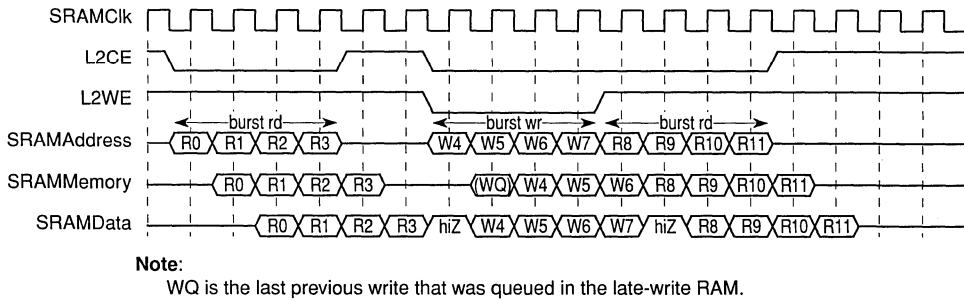 SRAMClk
L2CE
L2WE
burst rd burst wr burst rd
SRAMAddress R0 R1 R2 R3 W4 W5 W6 W7 R8 R9 R10 R11
SRAMMemory R0 R1 R2 R3 (WQ) W4 W5 W6 R8 R9 R10 R11
SRAMData R0 R1 R2 R3 hiZ W4 W5 W6 W7 hiZ R8 R9 R10 R11
Note:
WQ is the last previous write that was queued in the late-write RAM.